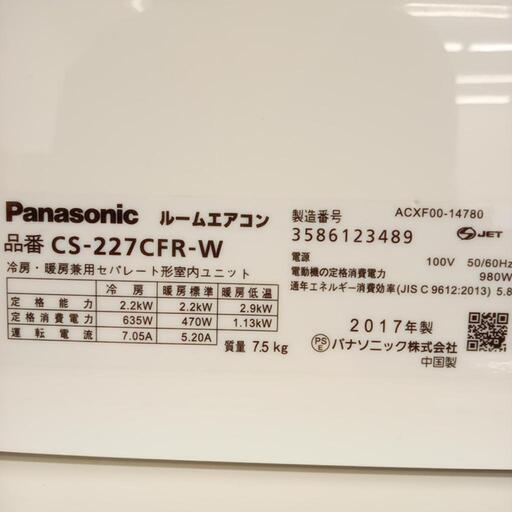 Panasonic ルームエアコン
品番 CS-227CFR-W
冷房・暖房兼用セパレート形室内ユニット
冷房 暖房標準 暖房低温
定格能力 2.2kW 2.2kW 2.9kW
定格消費電力 635W 470W 1.13kW
運転電流 7.05A 5.20A
質量 7.5kg
ACXF00-14780
製造番号
3586123489
JET
電源 100V 50/60Hz
電動機の定格消費電力 980W
通年エネルギー消費効率(JIS C 9612:2013) 5.8
2017年製
PS E パナソニック株式会社
中国製